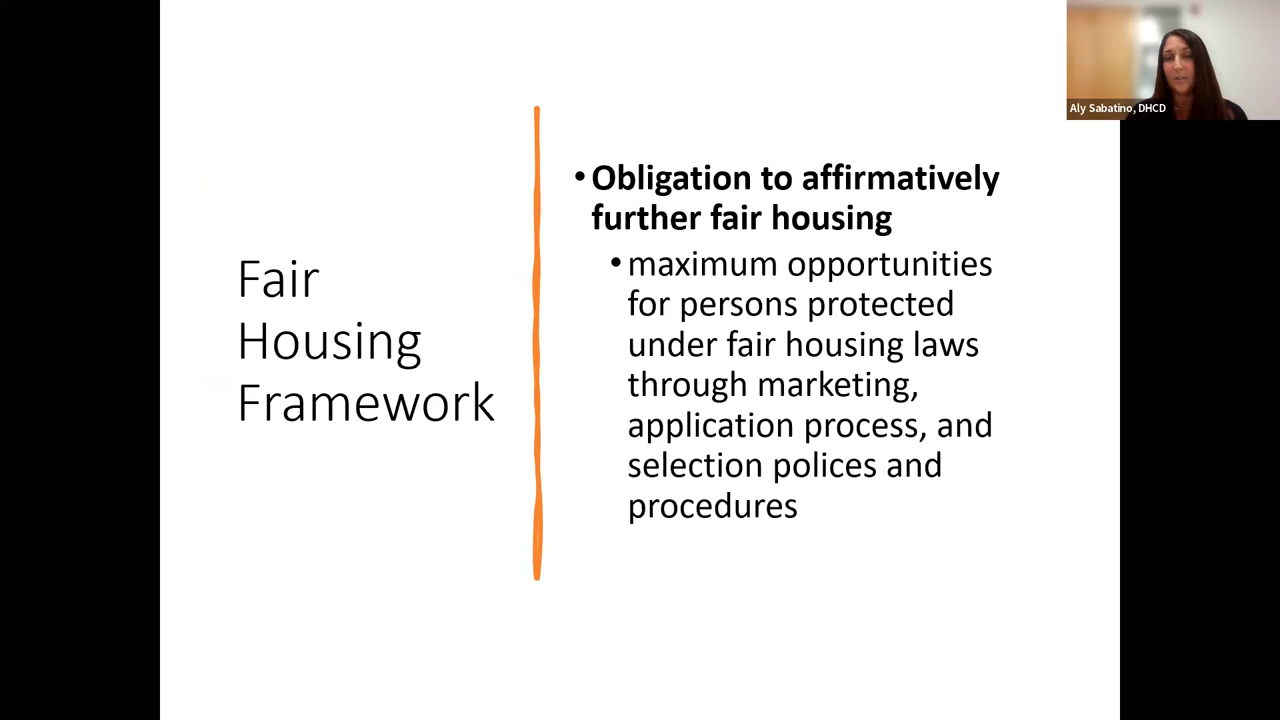 Aly Sabatino, DHCD
Fair
Housing
Framework
• Obligation to affirmatively
further fair housing
• maximum opportunities
for persons protected
under fair housing laws
through marketing,
application process, and
selection polices and
procedures